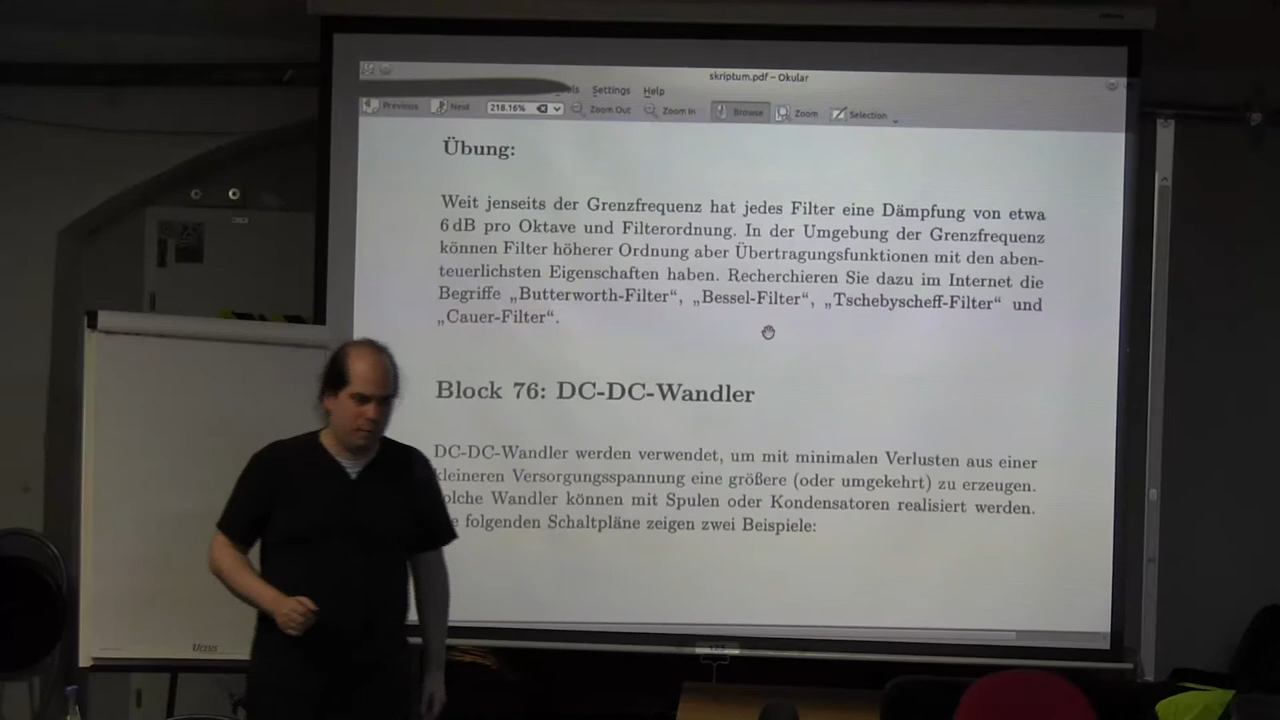 skriptum.pdf – Okular
Settings Help
Previous Next 218.16% Zoom Out Zoom In Browse Zoom Selection
Übung:
Weit jenseits der Grenzfrequenz hat jedes Filter eine Dämpfung von etwa
6 dB pro Oktave und Filterordnung. In der Umgebung der Grenzfrequenz
können Filter höherer Ordnung aber Übertragungsfunktionen mit den aben-
teuerlichsten Eigenschaften haben. Recherchieren Sie dazu im Internet die
Begriffe „Butterworth-Filter“, „Bessel-Filter“, „Tschebyscheff-Filter“ und
„Cauer-Filter“.
Block 76: DC-DC-Wandler
DC-DC-Wandler werden verwendet, um mit minimalen Verlusten aus einer
kleineren Versorgungsspannung eine größere (oder umgekehrt) zu erzeugen.
olche Wandler können mit Spulen oder Kondensatoren realisiert werden.
e folgenden Schaltpläne zeigen zwei Beispiele: